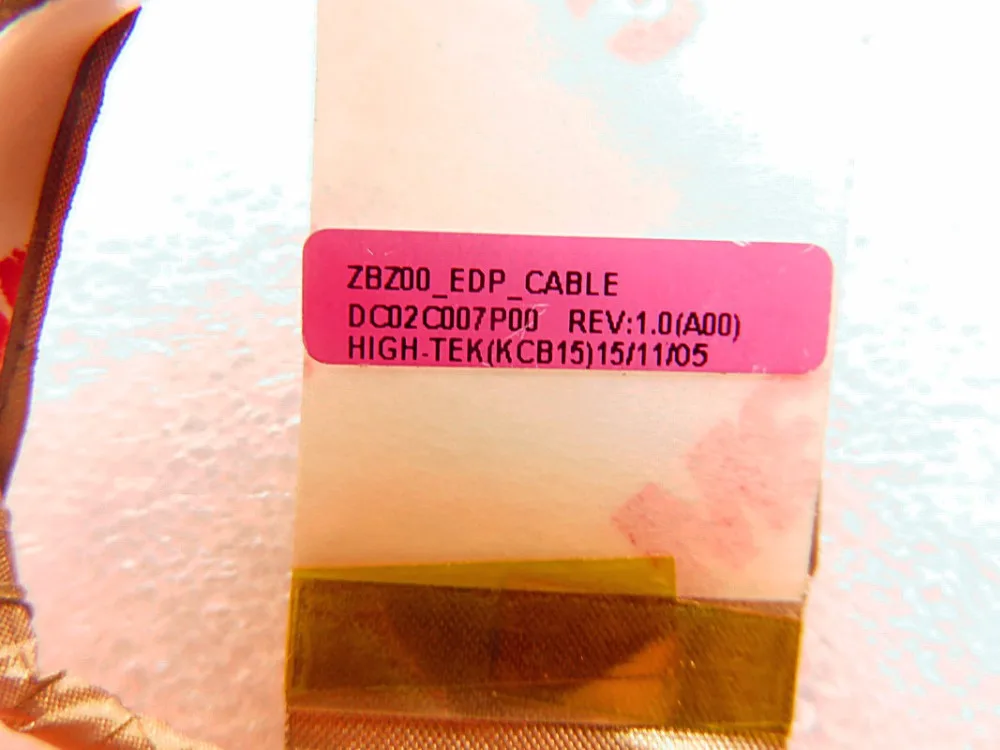 ZBZ00_EDP_CABLE
DC02C007P00 REV:1.0(A00)
HIGH-TEK(KCB15)15/11/05